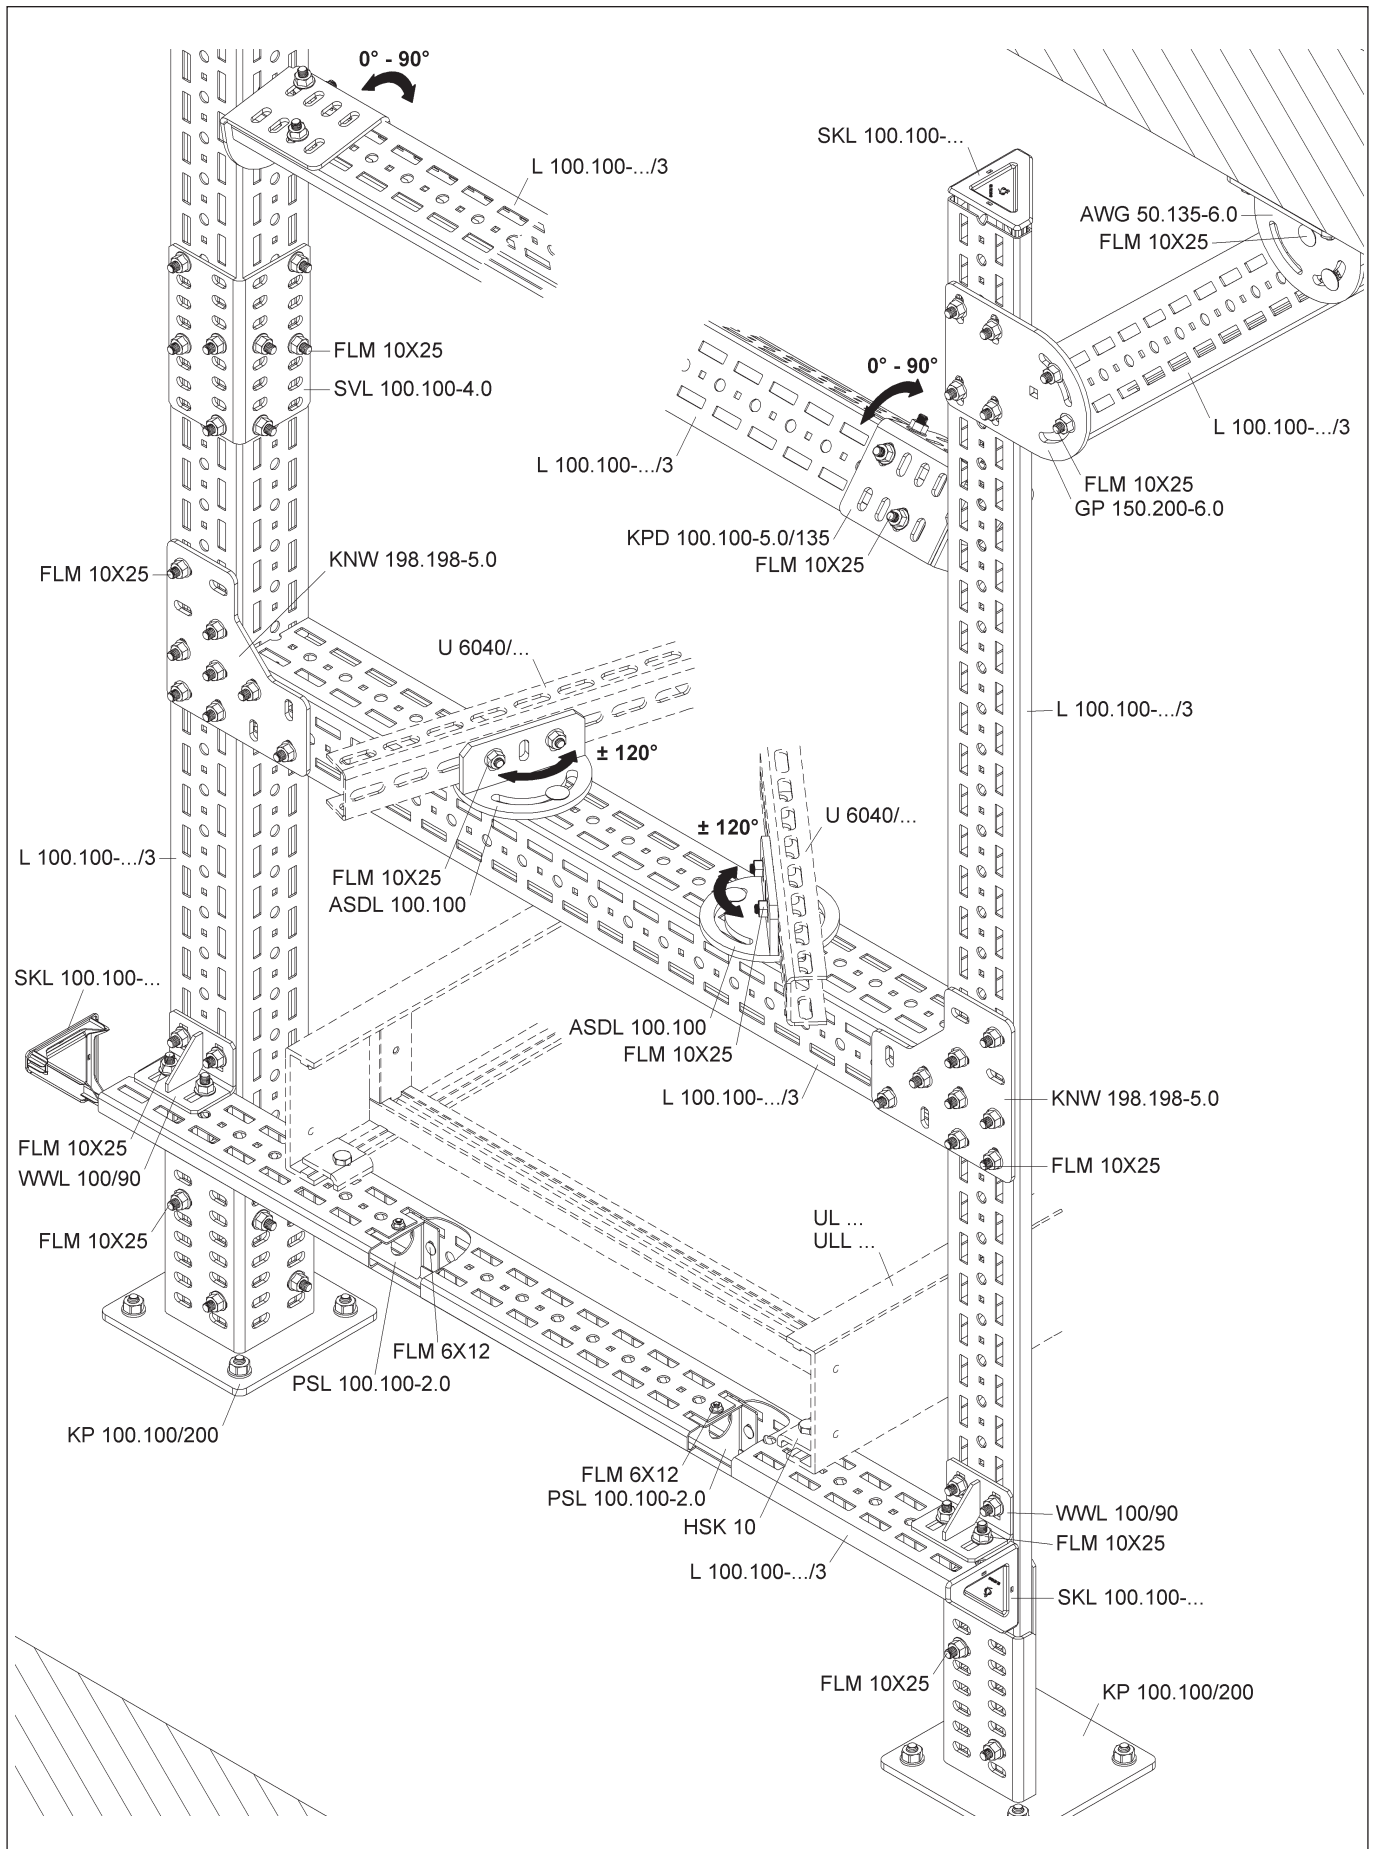 0° - 90°
SKL 100.100-...
L 100.100-.../3
AWG 50.135-6.0
FLM 10X25
FLM 10X25
SVL 100.100-4.0
0° - 90°
L 100.100-.../3
L 100.100-.../3
FLM 10X25
GP 150.200-6.0
KPD 100.100-5.0/135
FLM 10X25
KNW 198.198-5.0
FLM 10X25
U 6040/...
L 100.100-.../3
± 120°
U 6040/...
± 120°
L 100.100-.../3
FLM 10X25
ASDL 100.100
SKL 100.100-...
ASDL 100.100
FLM 10X25
L 100.100-.../3
KNW 198.198-5.0
FLM 10X25
WWL 100/90
FLM 10X25
FLM 10X25
UL ...
ULL ...
FLM 6X12
PSL 100.100-2.0
KP 100.100/200
FLM 6X12
PSL 100.100-2.0
HSK 10
L 100.100-.../3
WWL 100/90
FLM 10X25
SKL 100.100-...
FLM 10X25
KP 100.100/200